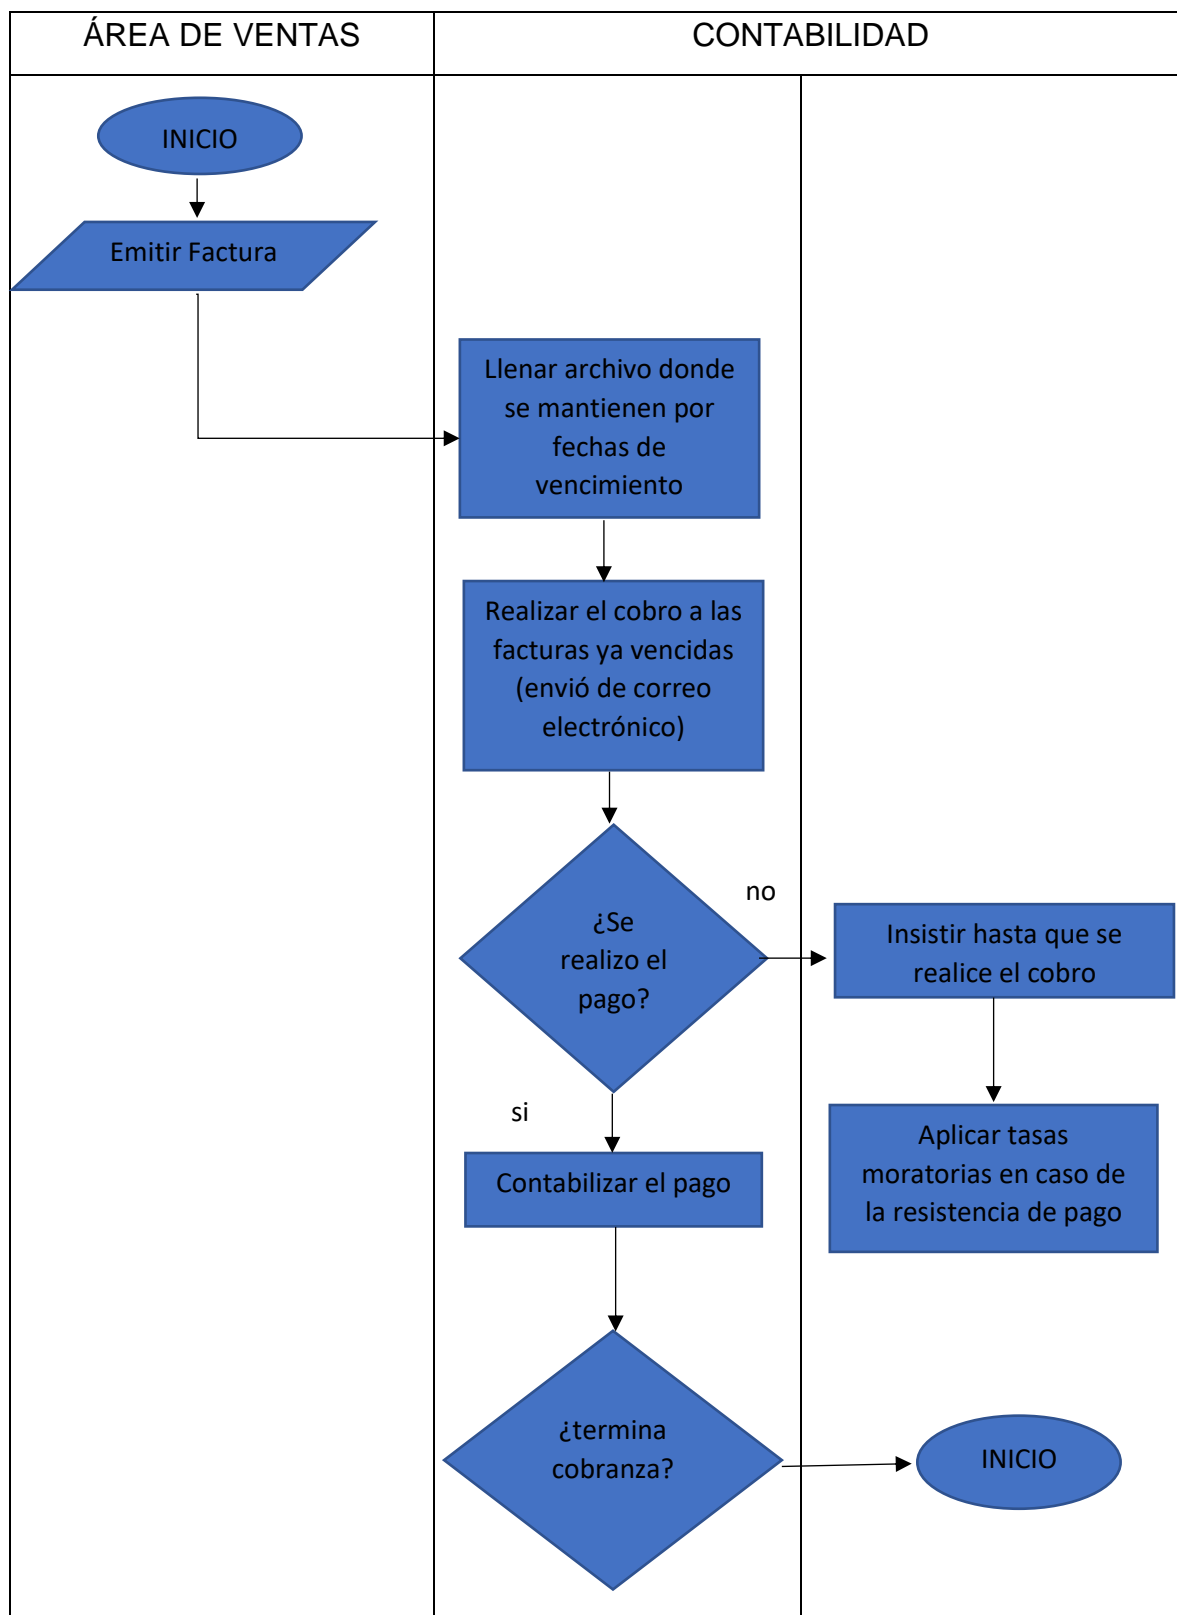 ÁREA DE VENTAS
CONTABILIDAD
INICIO
Emitir Factura
Llenar archivo donde
se mantienen por
fechas de
vencimiento
Realizar el cobro a las
facturas ya vencidas
(envió de correo
electrónico)
¿Se
realizo el
pago?
no
Insistir hasta que se
realice el cobro
Aplicar tasas
moratorias en caso de
la resistencia de pago
si
Contabilizar el pago
¿termina
cobranza?
INICIO